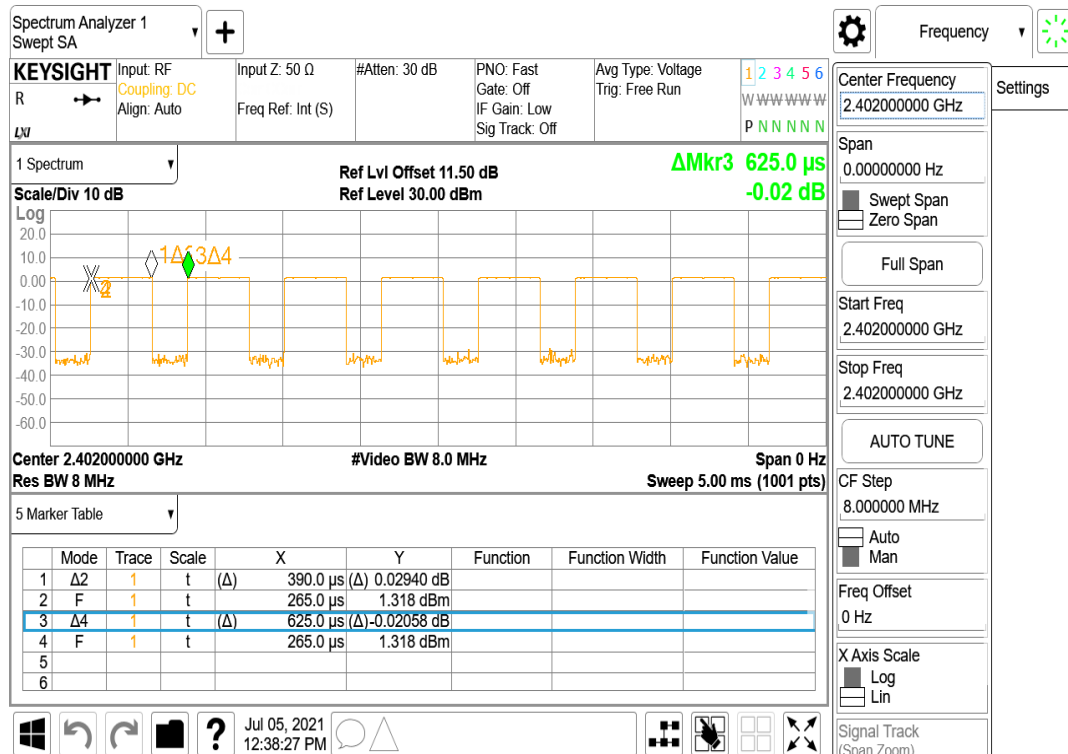 Spectrum Analyzer 1
Swept SA
+
Frequency
KEYSIGHT
R
LXI
Input: RF
Coupling: DC
Align: Auto
Input Z: 50 Ω
Freq Ref: Int (S)
#Atten: 30 dB
PNO: Fast
Gate: Off
IF Gain: Low
Sig Track: Off
Avg Type: Voltage
Trig: Free Run
1 2 3 4 5 6
W W W W W W
P N N N N N
Center Frequency
2.402000000 GHz
Settings
Span
0.00000000 Hz
Swept Span
Zero Span
Full Span
Start Freq
2.402000000 GHz
Stop Freq
2.402000000 GHz
AUTO TUNE
CF Step
8.000000 MHz
Auto
Man
Freq Offset
0 Hz
X Axis Scale
Log
Lin
Signal Track
(Span Zoom)
1 Spectrum
Scale/Div 10 dB
Ref Lvl Offset 11.50 dB
Ref Level 30.00 dBm
ΔMkr3 625.0 µs
-0.02 dB
Log
20.0
10.0
0.00
-10.0
-20.0
-30.0
-40.0
-50.0
-60.0
1Δ2
3Δ4
2
Center 2.402000000 GHz
#Video BW 8.0 MHz
Span 0 Hz
Res BW 8 MHz
Sweep 5.00 ms (1001 pts)
5 Marker Table
Mode Trace Scale X Y Function Function Width Function Value
1 Δ2 1 t (Δ) 390.0 µs (Δ) 0.02940 dB
2 F 1 t 265.0 µs 1.318 dBm
3 Δ4 1 t (Δ) 625.0 µs (Δ)-0.02058 dB
4 F 1 t 265.0 µs 1.318 dBm
5
6
?
Jul 05, 2021
12:38:27 PM